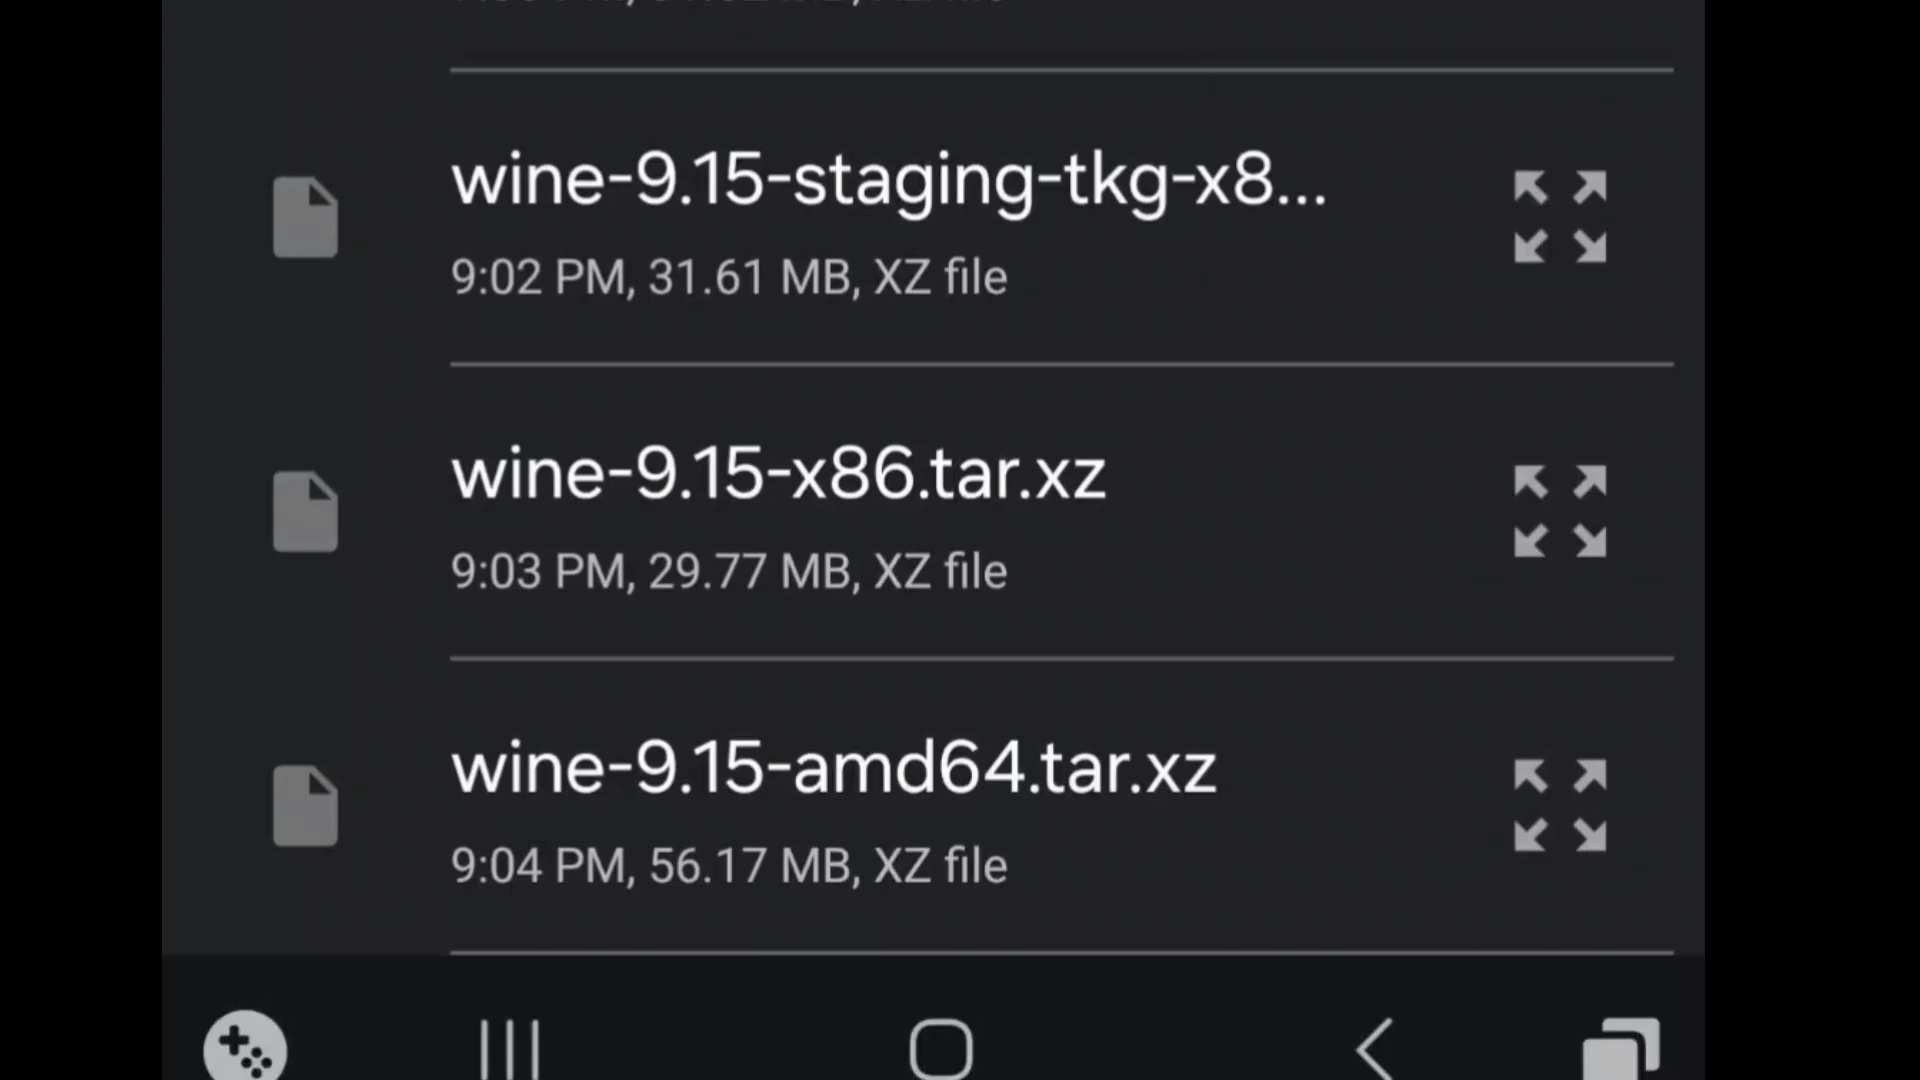 wine-9.15-staging-tkg-x8...
9:02 PM, 31.61 MB, XZ file
wine-9.15-x86.tar.xz
9:03 PM, 29.77 MB, XZ file
wine-9.15-amd64.tar.xz
9:04 PM, 56.17 MB, XZ file